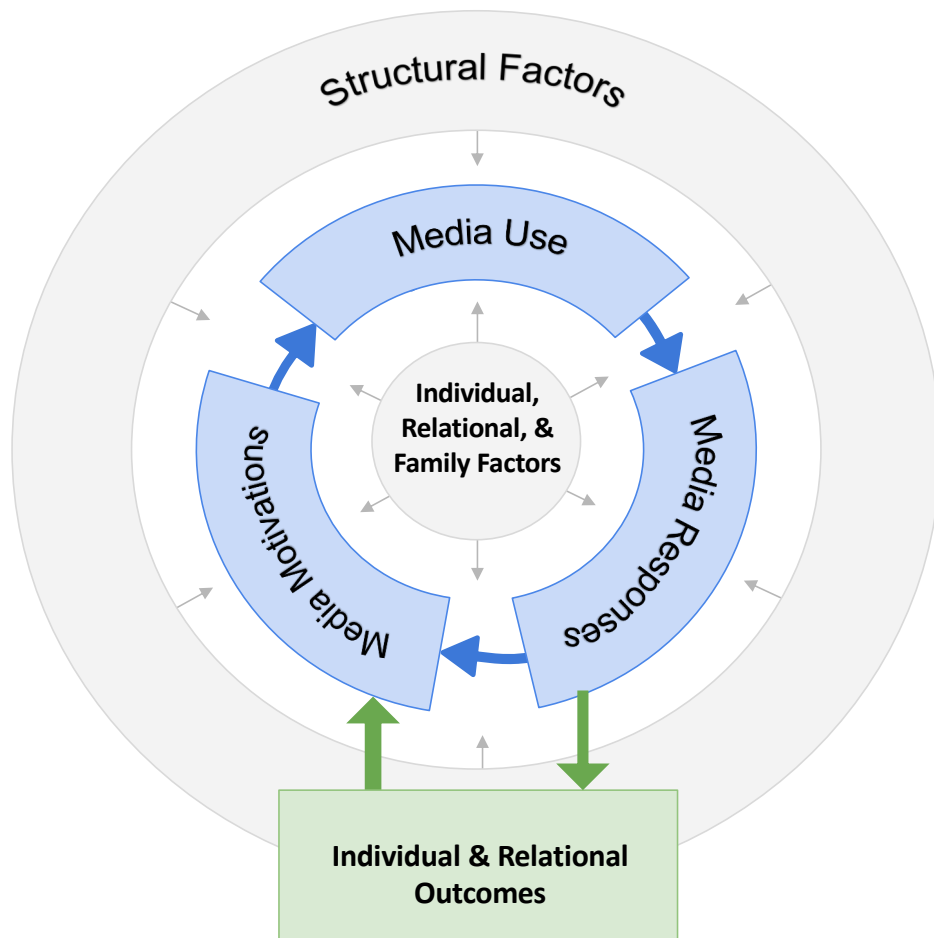 Structural Factors
Media Use
Individual,
Relational, &
Family Factors
Media Responses
Media Motivations
Individual & Relational
Outcomes